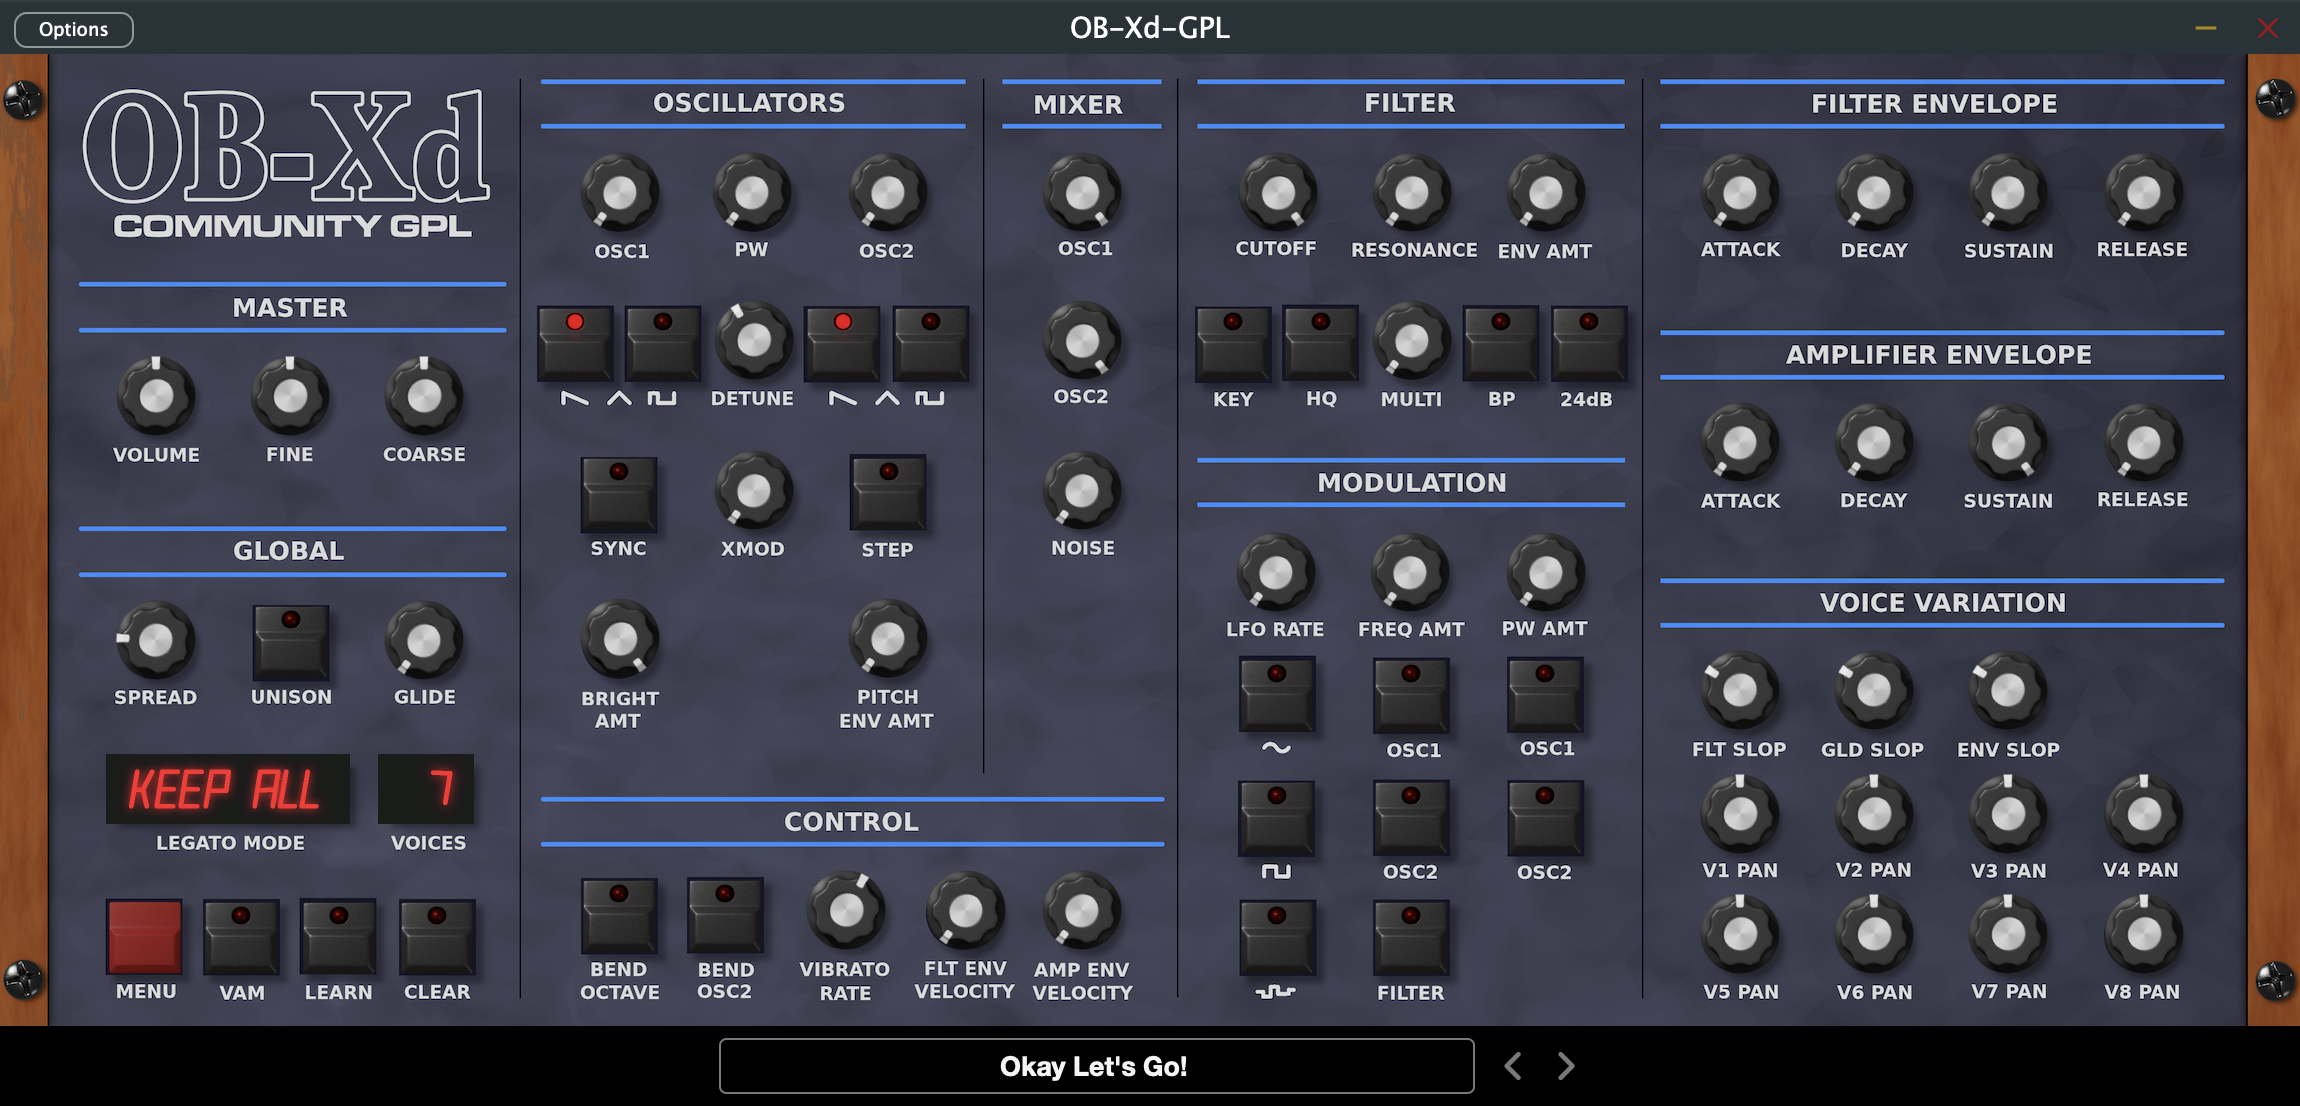 Options
OB-Xd-GPL
OB-Xd
COMMUNITY GPL
MASTER
VOLUME FINE COARSE
GLOBAL
SPREAD UNISON GLIDE
KEEP ALL 7
LEGATO MODE VOICES
MENU VAM LEARN CLEAR
OSCILLATORS
OSC1 PW OSC2
DETUNE
SYNC XMOD STEP
BRIGHT AMT
PITCH ENV AMT
MIXER
OSC1
OSC2
NOISE
CONTROL
BEND OCTAVE
BEND OSC2
VIBRATO RATE
FLT ENV VELOCITY
AMP ENV VELOCITY
FILTER
CUTOFF RESONANCE ENV AMT
KEY HQ MULTI BP 24dB
MODULATION
LFO RATE FREQ AMT PW AMT
OSC1 OSC1
OSC2 OSC2
FILTER
FILTER ENVELOPE
ATTACK DECAY SUSTAIN RELEASE
AMPLIFIER ENVELOPE
ATTACK DECAY SUSTAIN RELEASE
VOICE VARIATION
FLT SLOP GLD SLOP ENV SLOP
V1 PAN V2 PAN V3 PAN V4 PAN
V5 PAN V6 PAN V7 PAN V8 PAN
Okay Let's Go!